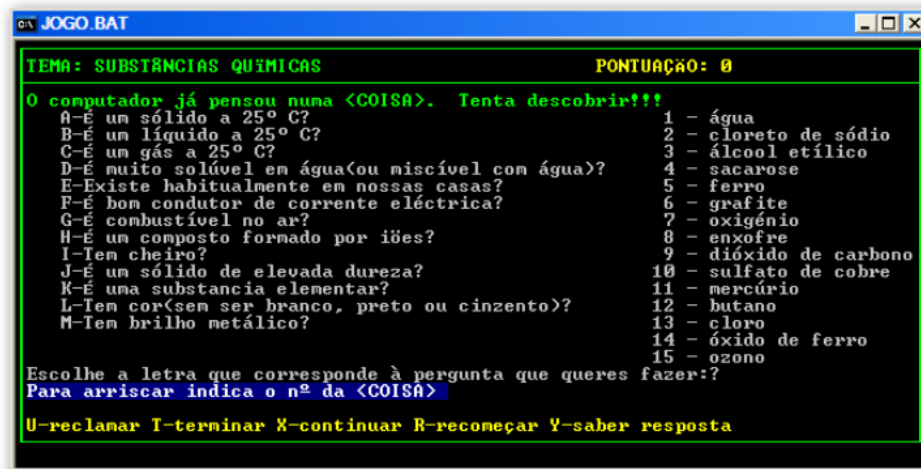 JOGO.BAT
TEMA: SUBSTÂNCIAS QUÍMICAS PONTUAÇÃO: 0
O computador já pensou numa <COISA>. Tenta descobrir!!!
A-É um sólido a 25º C? 1 - água
B-É um líquido a 25º C? 2 - cloreto de sódio
C-É um gás a 25º C? 3 - álcool etílico
D-É muito solúvel em água(ou miscível com água)? 4 - sacarose
E-Existe habitualmente em nossas casas? 5 - ferro
F-É bom condutor de corrente eléctrica? 6 - grafite
G-É combustível no ar? 7 - oxigénio
H-É um composto formado por iões? 8 - enxofre
I-Tem cheiro? 9 - dióxido de carbono
J-É um sólido de elevada dureza? 10 - sulfato de cobre
K-É uma substancia elementar? 11 - mercúrio
L-Tem cor(sem ser branco, preto ou cinzento)? 12 - butano
M-Tem brilho metálico? 13 - cloro
14 - óxido de ferro
15 - ozono
Escolhe a letra que corresponde à pergunta que queres fazer:?
Para arriscar indica o nº da <COISA>
U-reclamar T-terminar X-continuar R-recomeçar Y-saber resposta